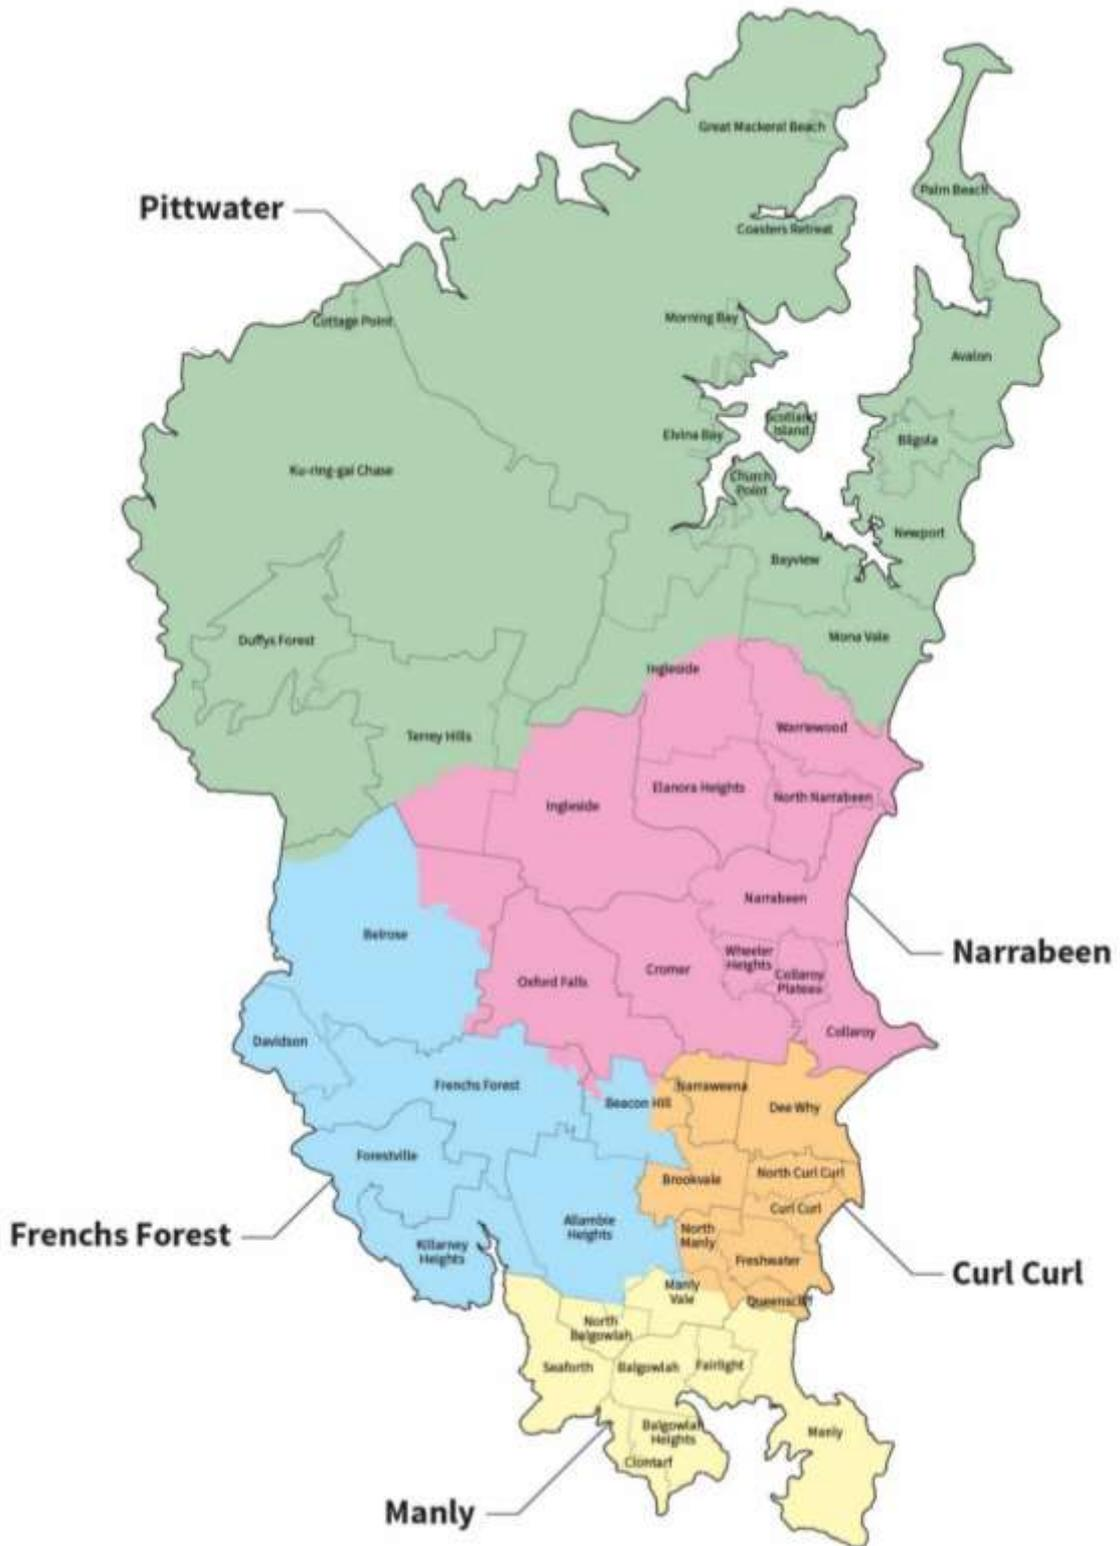 Great Mackeral Beach
Palm Beach
Pittwater
Coasters Retreat
Morning Bay
Cottage Point
Avalon
Scotland
Island
Elvina Bay
Bilgola
Ku-ring-gai Chase
Church
Point
Newport
Bayview
Duffys Forest
Mona Vale
Ingleside
Warriewood
Terrey Hills
Elanora Heights
North Narrabeen
Ingleside
Narrabeen
Belrose
Narrabeen
Wheeler
Heights
Cromer
Collaroy
Plateau
Oxford Falls
Collaroy
Davidson
Frenchs Forest
Narraweena
Beacon Hill
Dee Why
Forestville
North Curl Curl
Brookvale
Curl Curl
Allambie
Heights
North
Manly
Frenchs Forest
Killarney
Heights
Freshwater
Curl Curl
Manly
Vale
Queenscliff
North
Balgowlah
Seaforth
Balgowlah
Fairlight
Balgowlah
Heights
Manly
Clontarf
Manly